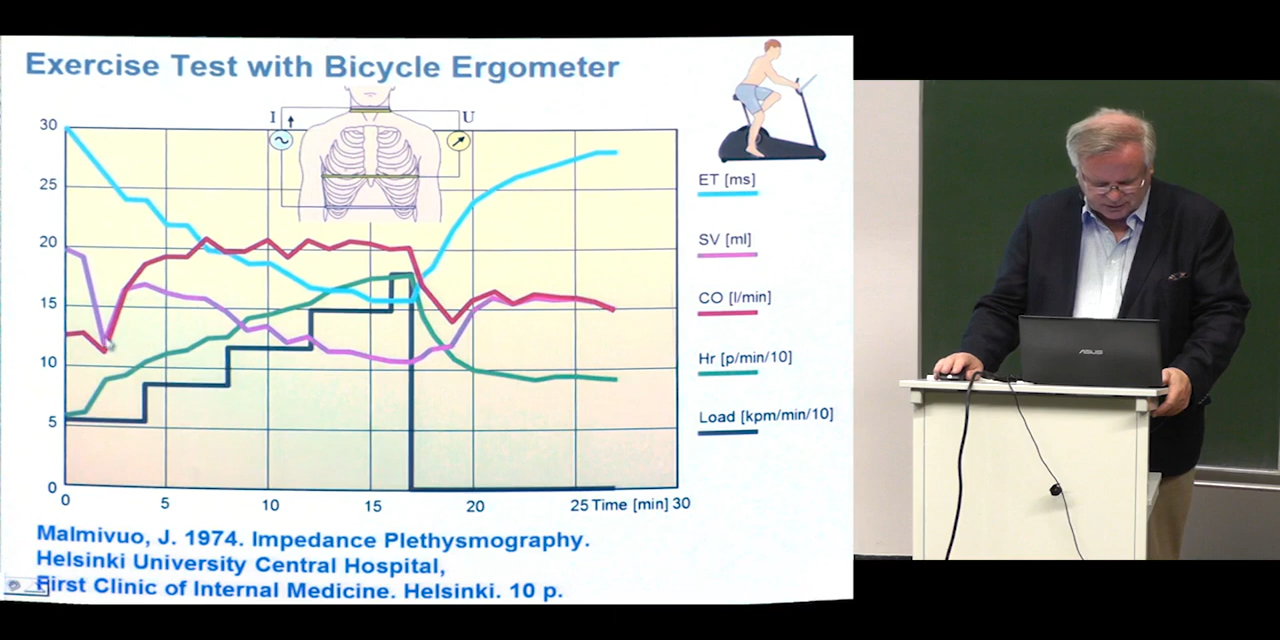 Exercise Test with Bicycle Ergometer
I
U
30
25
20
15
10
5
0
0 5 10 15 20 25 Time [min] 30
ET [ms]
SV [ml]
CO [l/min]
Hr [p/min/10]
Load [kpm/min/10]
Malmivuo, J. 1974. Impedance Plethysmography.
Helsinki University Central Hospital,
First Clinic of Internal Medicine. Helsinki. 10 p.
ASUS